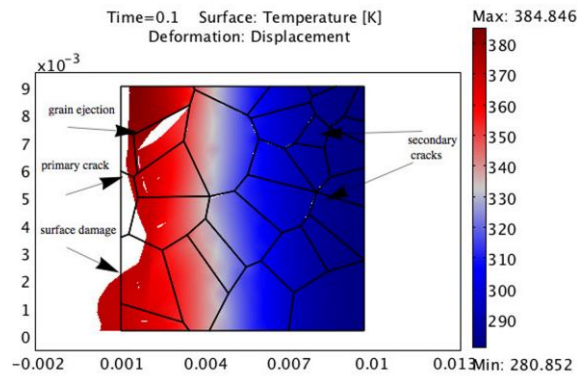 Time=0.1 Surface: Temperature [K]
Deformation: Displacement
Max: 384.846
×10⁻³
9
8
7
6
5
4
3
2
1
0
grain ejection
primary crack
surface damage
secondary
cracks
380
370
360
350
340
330
320
310
300
290
-0.002 0.001 0.004 0.007 0.01 0.013
Min: 280.852